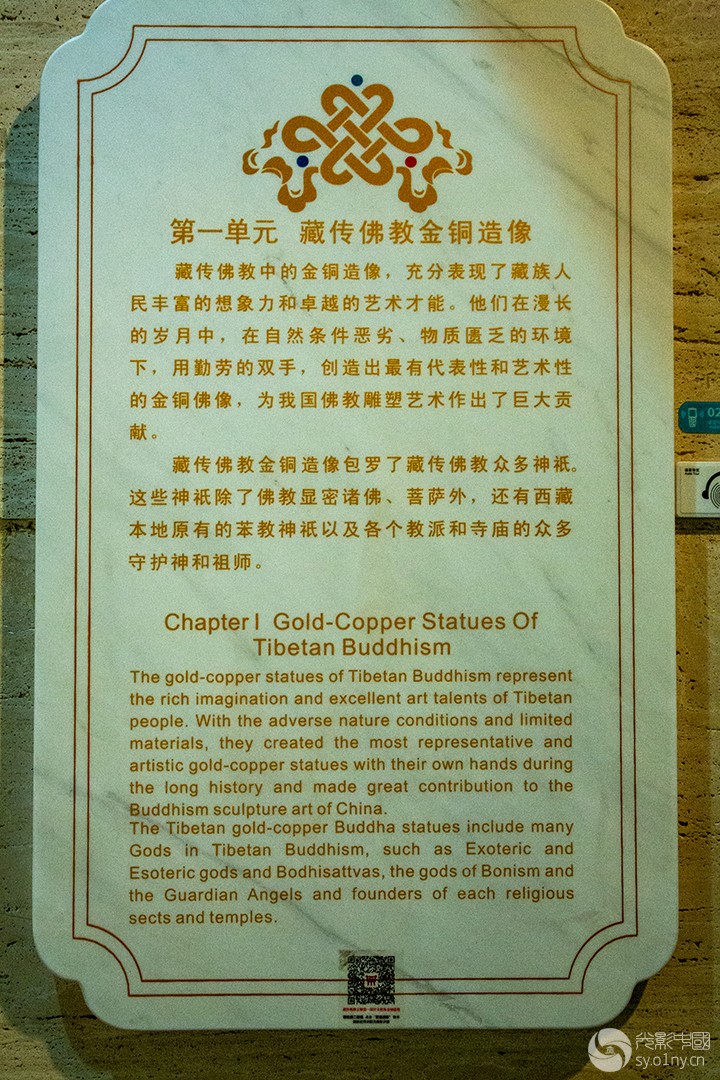 第一单元 藏传佛教金铜造像
藏传佛教中的金铜造像，充分表现了藏族人
民丰富的想象力和卓越的艺术才能。他们在漫长
的岁月中，在自然条件恶劣、物质匮乏的环境
下，用勤劳的双手，创造出最有代表性和艺术性
的金铜佛像，为我国佛教雕塑艺术作出了巨大贡
献。
藏传佛教金铜造像包罗了藏传佛教众多神祇。
这些神祇除了佛教显密诸佛、菩萨外，还有西藏
本地原有的苯教神祇以及各个教派和寺庙的众多
守护神和祖师。
Chapter I Gold-Copper Statues Of
Tibetan Buddhism
The gold-copper statues of Tibetan Buddhism represent
the rich imagination and excellent art talents of Tibetan
people. With the adverse nature conditions and limited
materials, they created the most representative and
artistic gold-copper statues with their own hands during
the long history and made great contribution to the
Buddhism sculpture art of China.
The Tibetan gold-copper Buddha statues include many
Gods in Tibetan Buddhism, such as Exoteric and
Esoteric gods and Bodhisattvas, the gods of Bonism and
the Guardian Angels and founders of each religious
sects and temples.
02
光影中國
sy.o1ny.cn